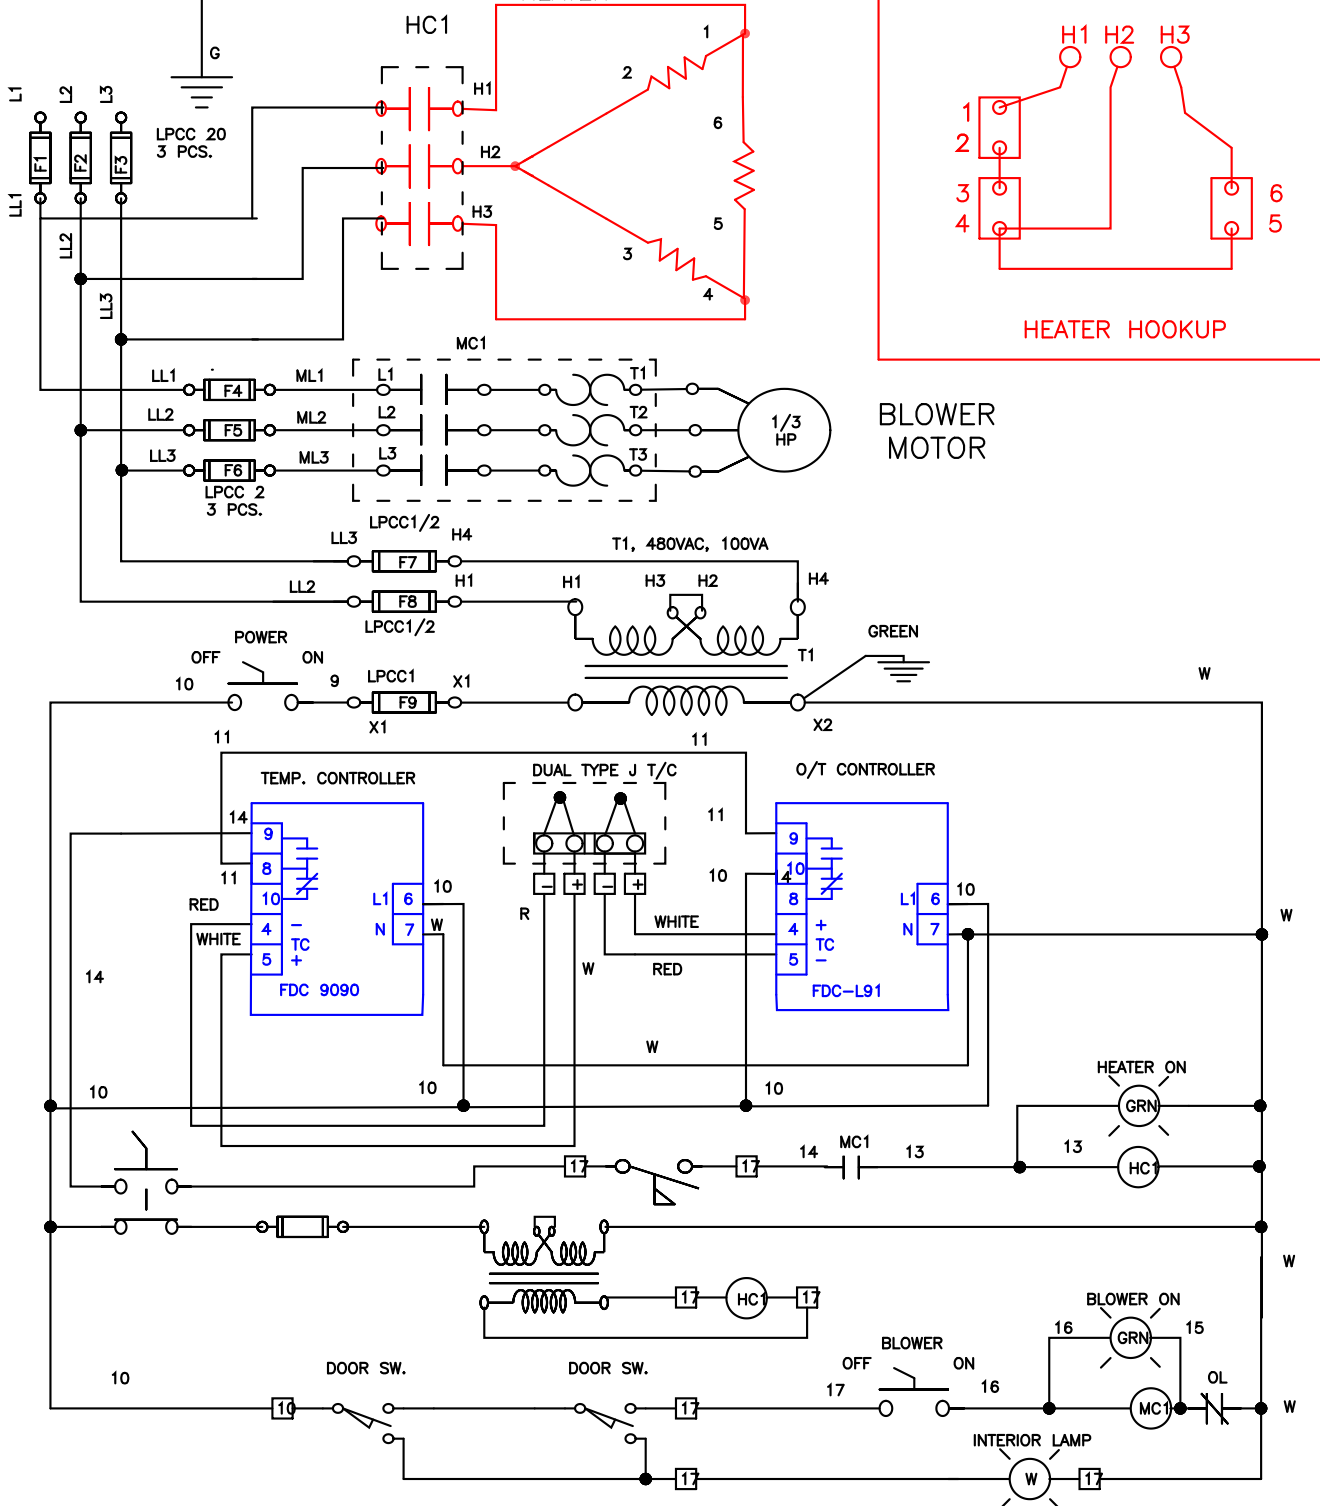 HC1
G
L1
L2
L3
LPCC 20
3 PCS.
F1
F2
F3
LL1
LL2
LL3
H1
H2
H3
1
2
6
5
3
4
H1 H2 H3
1
2
3
4
6
5
HEATER HOOKUP
MC1
LL1
F4
ML1
L1
T1
LL2
F5
ML2
L2
T2
LL3
F6
ML3
L3
T3
LPCC 2
3 PCS.
1/3
HP
BLOWER
MOTOR
LPCC1/2
LL3
F7
H4
T1, 480VAC, 100VA
LL2
F8
H1
H1
H3
H2
H4
LPCC1/2
T1
POWER
OFF
ON
10
9
LPCC1
F9
X1
X1
X2
GREEN
W
11
11
TEMP. CONTROLLER
DUAL TYPE J T/C
O/T CONTROLLER
14
9
8
11
10
RED
4 -
WHITE
TC
5 +
L1 6
10
N 7
W
FDC 9090
- + - +
R
W
WHITE
RED
11
10
9
10
4
8
4 +
TC
5 -
L1 6
10
N 7
FDC-L91
W
14
W
10
10
10
HEATER ON
GRN
17
17
14
MC1
13
13
HC1
W
17
HC1
17
BLOWER ON
16
GRN
15
10
DOOR SW.
DOOR SW.
10
17
17
BLOWER
OFF
ON
16
MC1
OL
W
INTERIOR LAMP
17
W
17